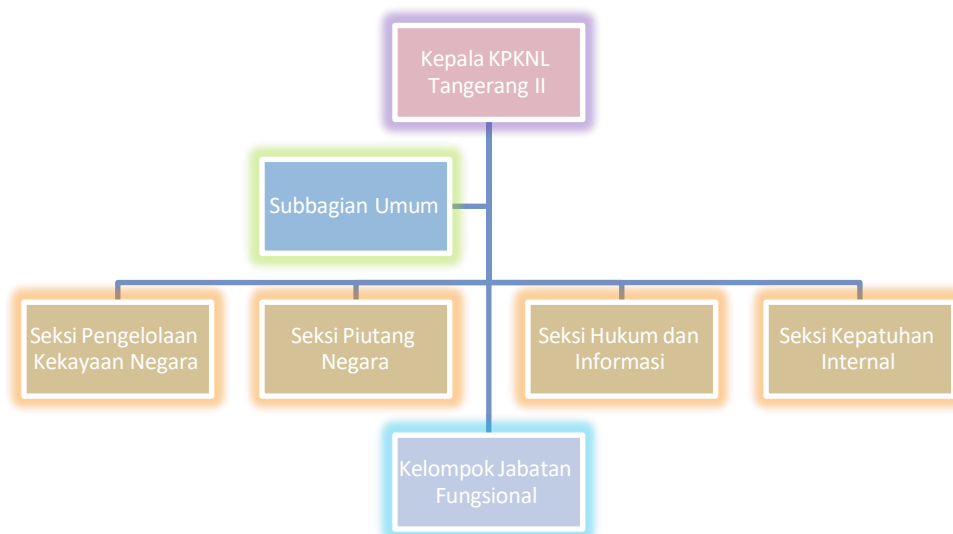 Kepala KPKNL
Tangerang II
Subbagian Umum
Seksi Pengelolaan
Kekayaan Negara
Seksi Piutang
Negara
Seksi Hukum dan
Informasi
Seksi Kepatuhan
Internal
Kelompok Jabatan
Fungsional